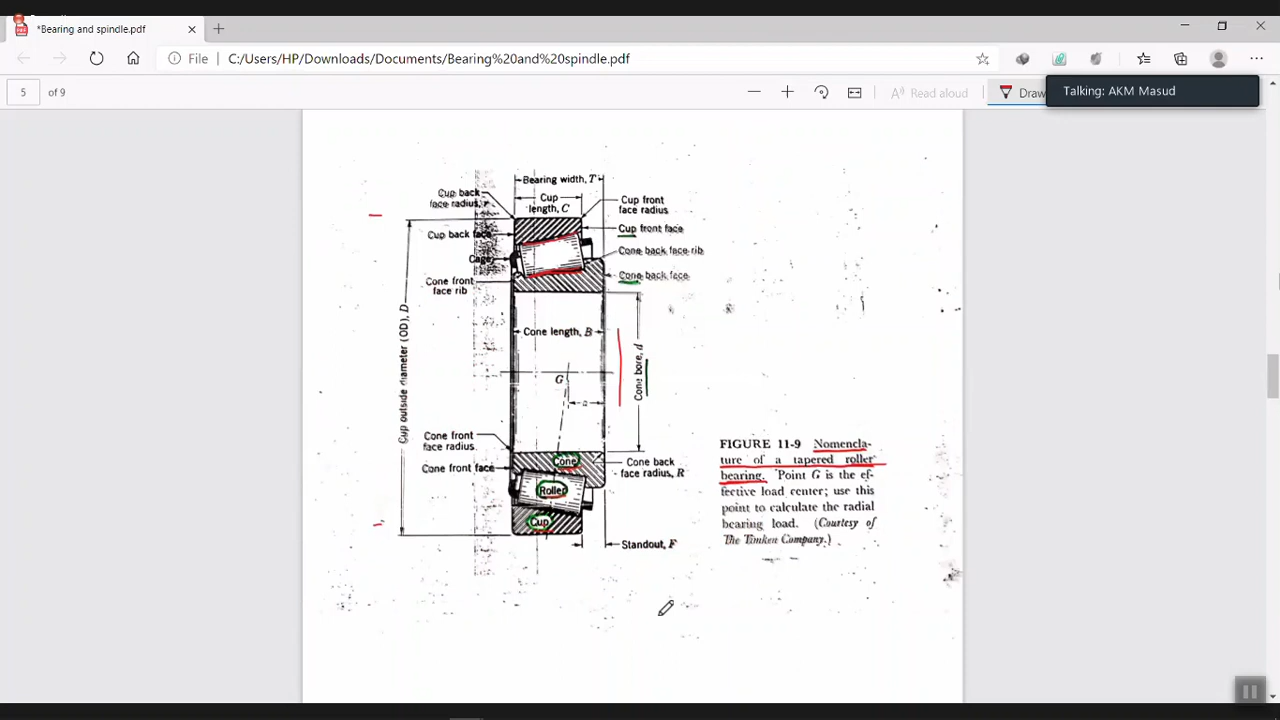 *Bearing and spindle.pdf
File
C:/Users/HP/Downloads/Documents/Bearing%20and%20spindle.pdf
5 of 9
Read aloud
Draw
Talking: AKM Masud
Bearing width, T
Cup back
face radius, r
Cup
length, C
Cup front
face radius
Cup back face
Cup front face
Cage
Cone back face rib
Cone front
face rib
Cone back face
Cup outside diameter (OD), D
Cone length, B
Cone bore, d
G
a
Cone front
face radius
Cone front face
Cone
Cone back
face radius, R
Roller
Cup
Standout, F
FIGURE 11-9 Nomencla-
ture of a tapered roller
bearing. Point G is the ef-
fective load center; use this
point to calculate the radial
bearing load. (Courtesy of
The Timken Company.)